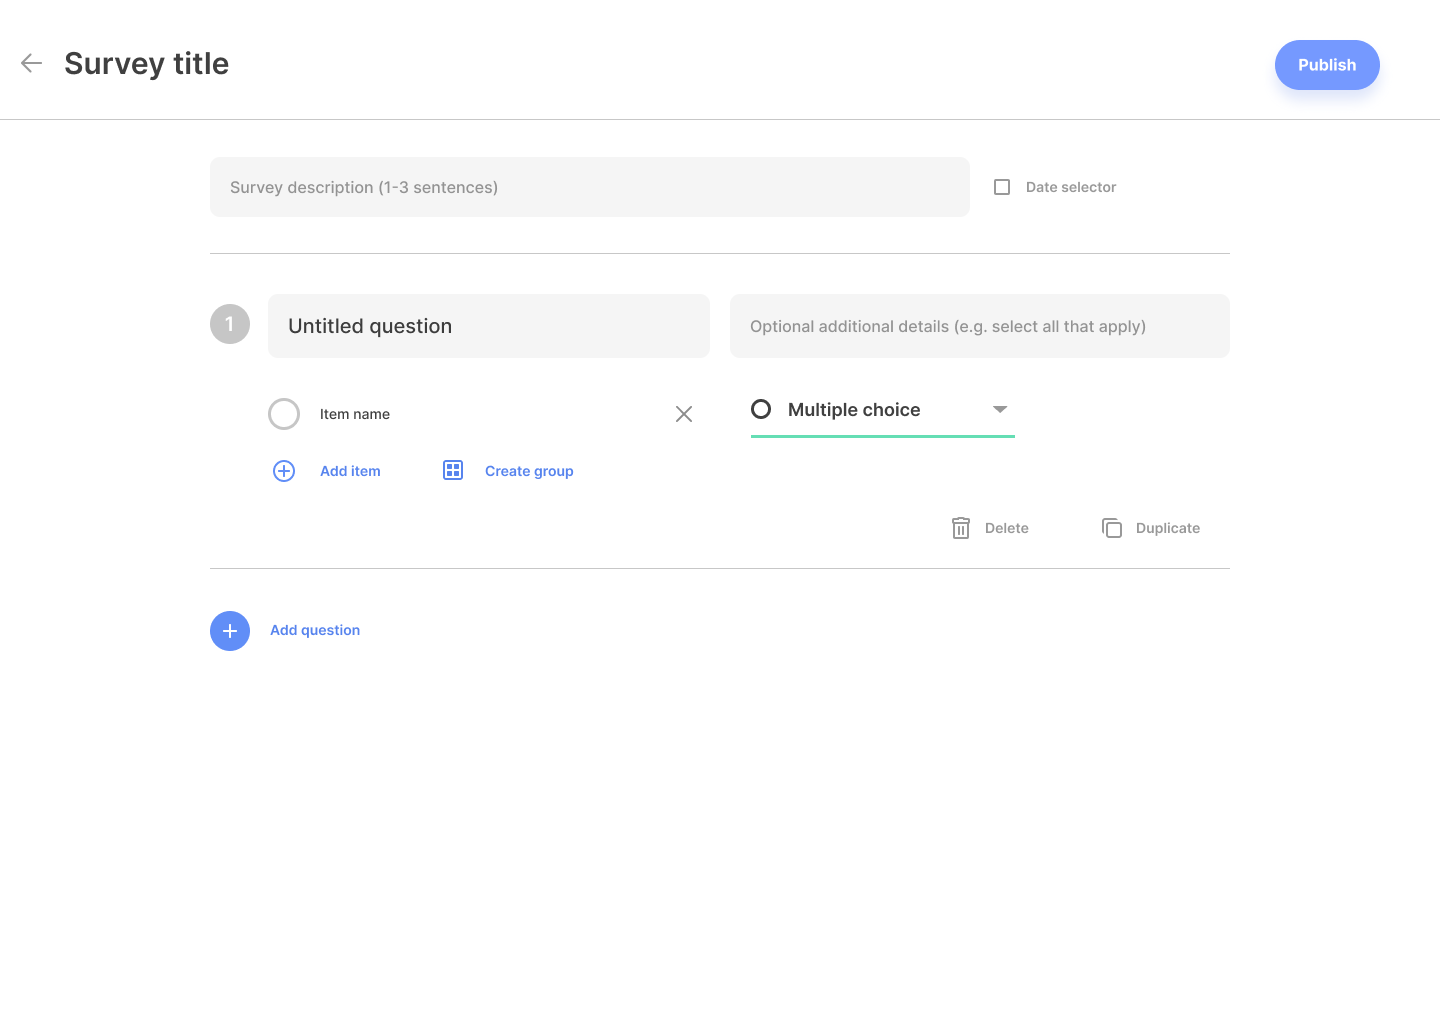 Survey title
Publish
Survey description (1-3 sentences)
Date selector
1
Untitled question
Optional additional details (e.g. select all that apply)
Item name
Multiple choice
Add item
Create group
Delete
Duplicate
Add question